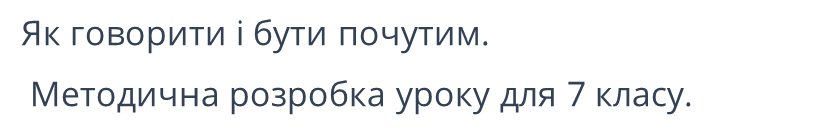 Як говорити і бути почутим.
Методична розробка уроку для 7 класу.